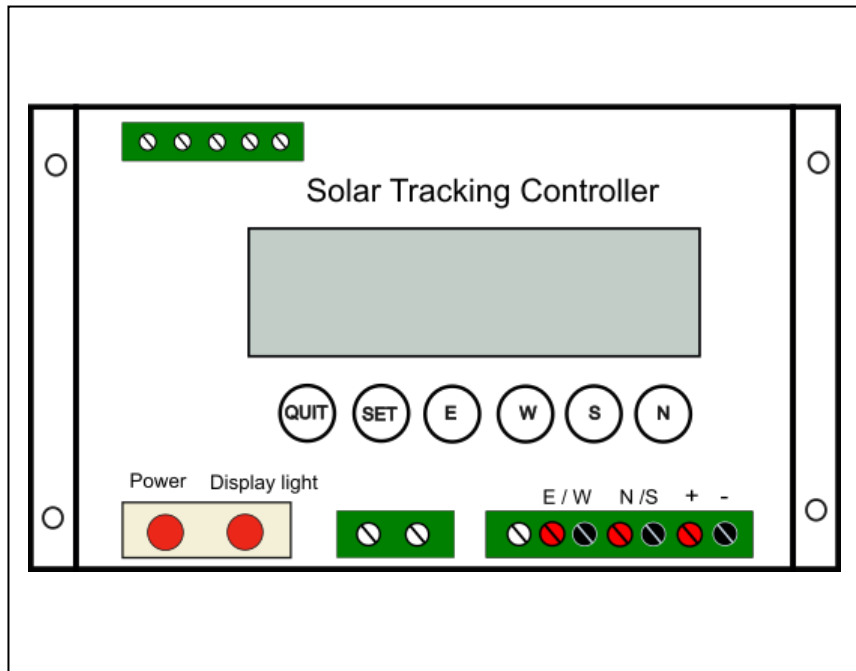 Solar Tracking Controller
QUIT SET E W S N
Power Display light
E / W N /S + -